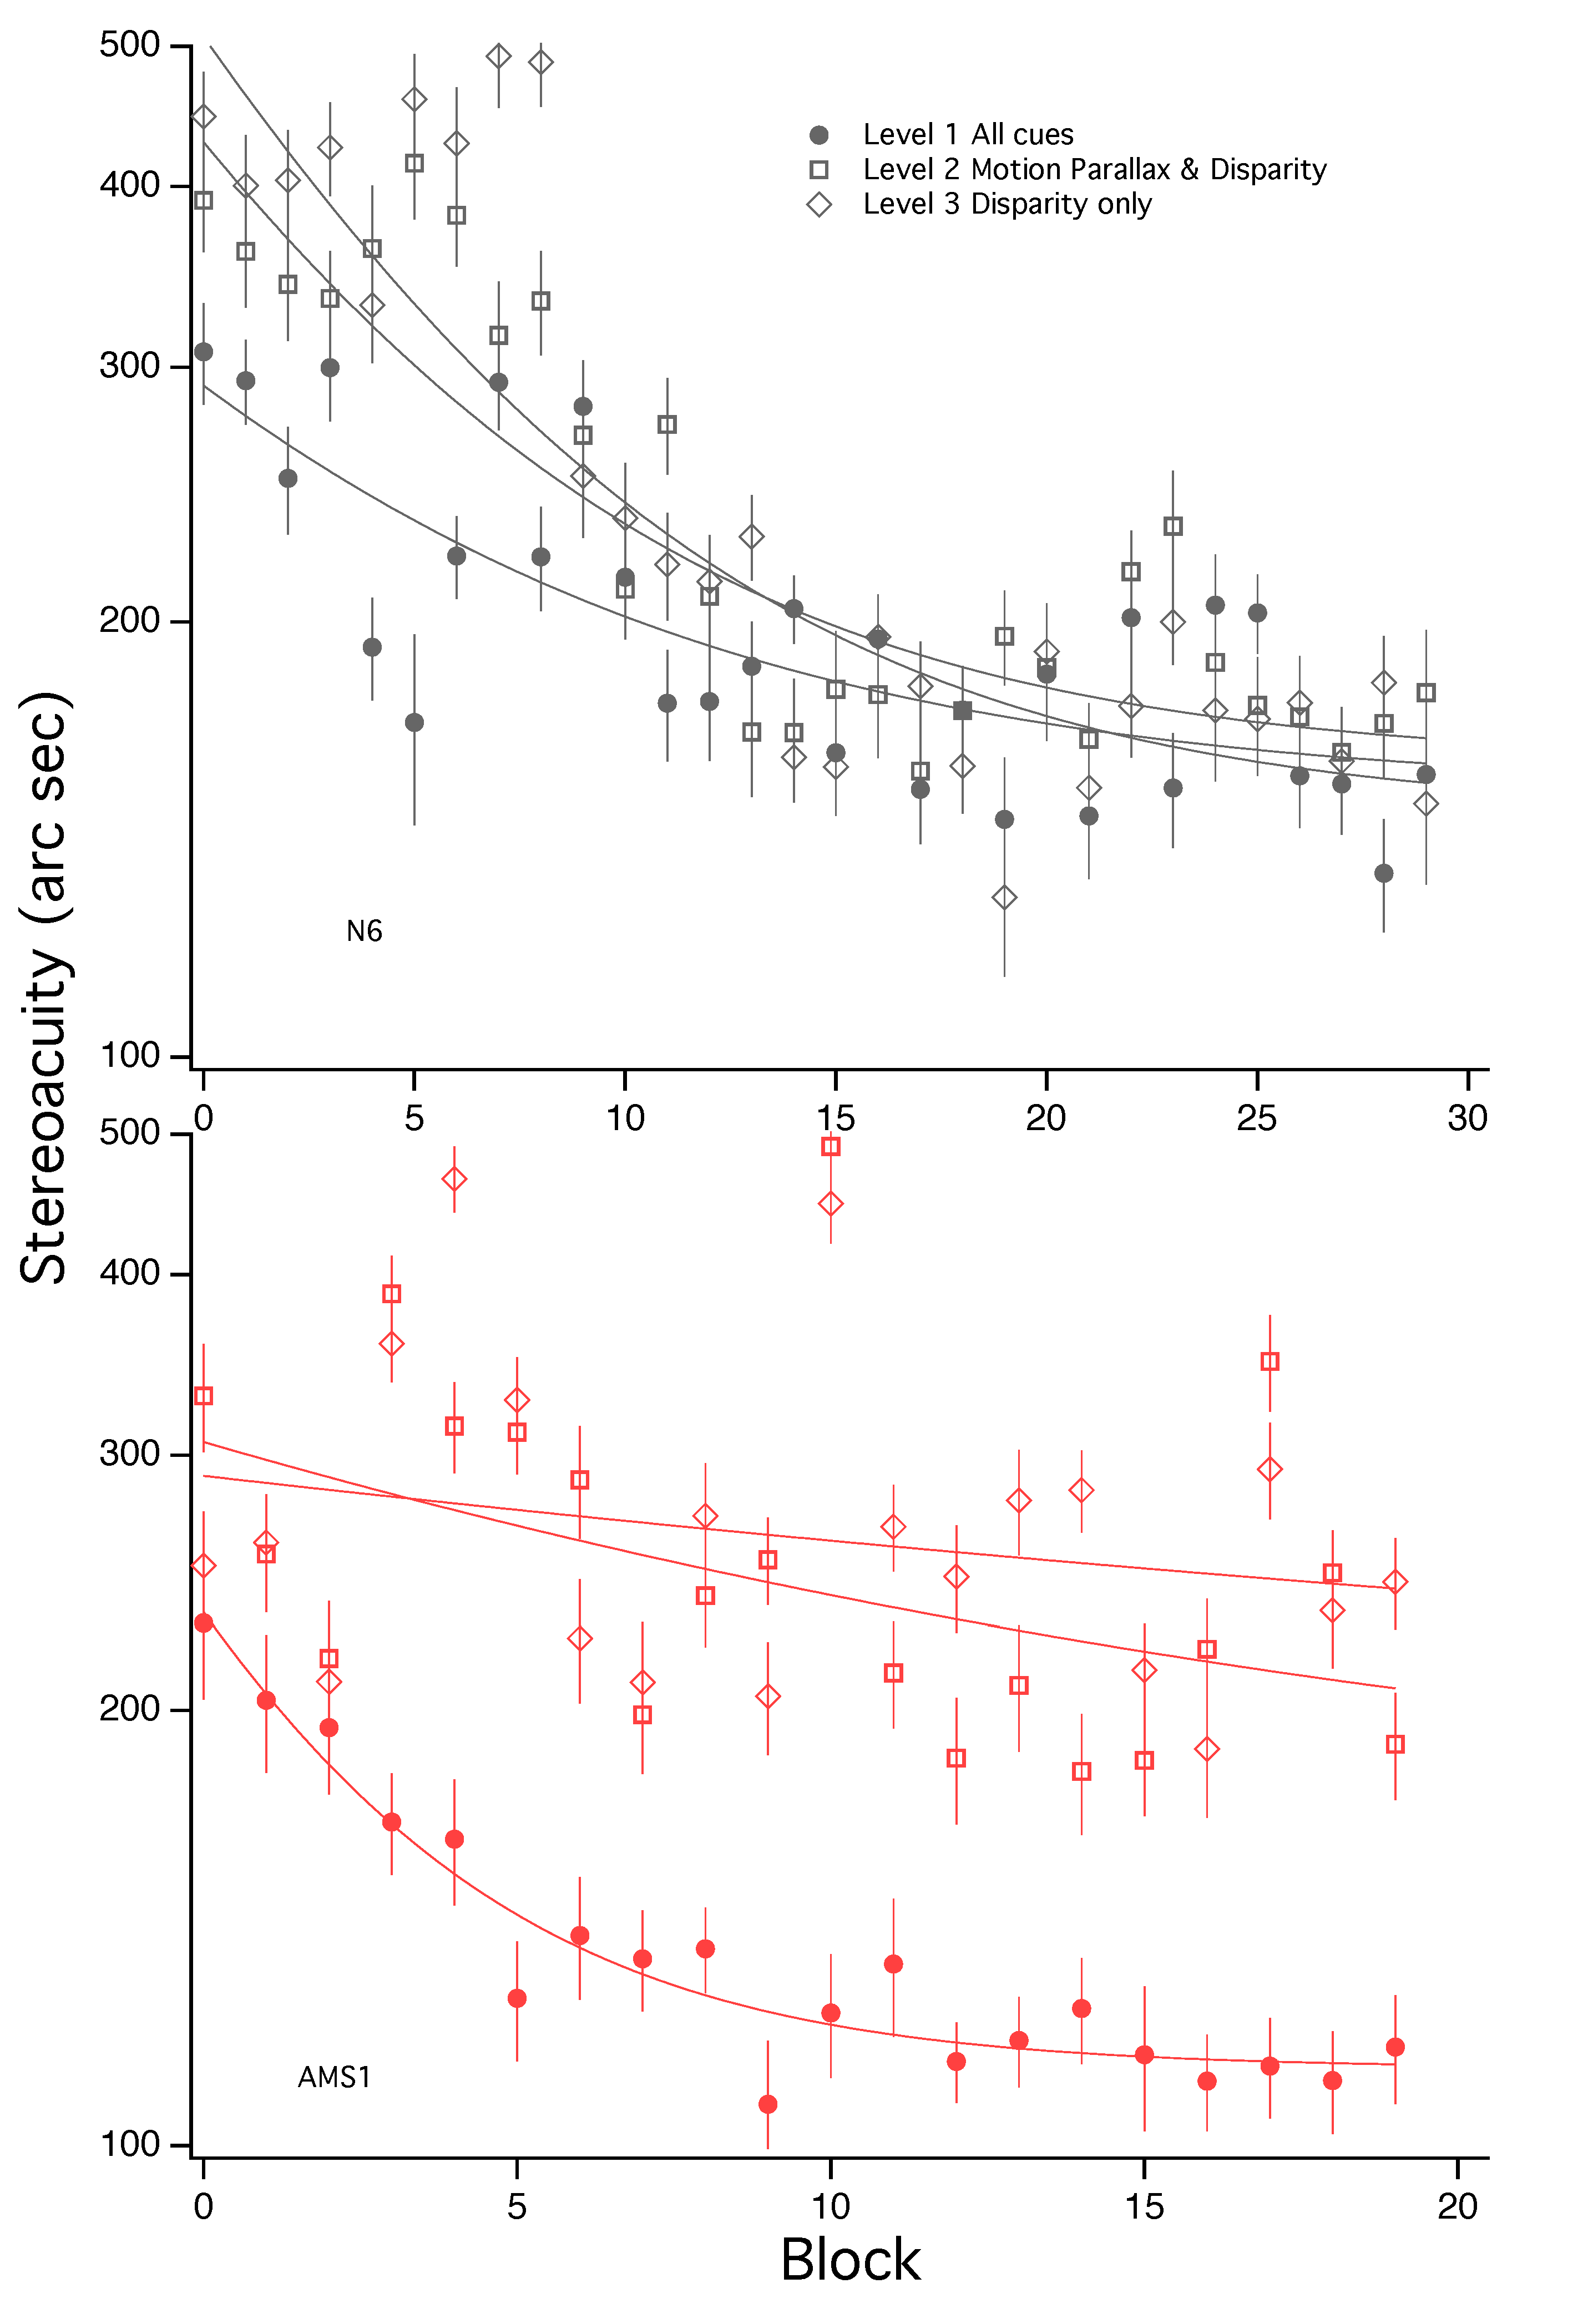 Stereoacuity (arc sec)
500
400
300
200
100
Level 1 All cues
Level 2 Motion Parallax & Disparity
Level 3 Disparity only
N6
0 5 10 15 20 25 30
500
400
300
200
100
AMS1
0 5 10 15 20
Block